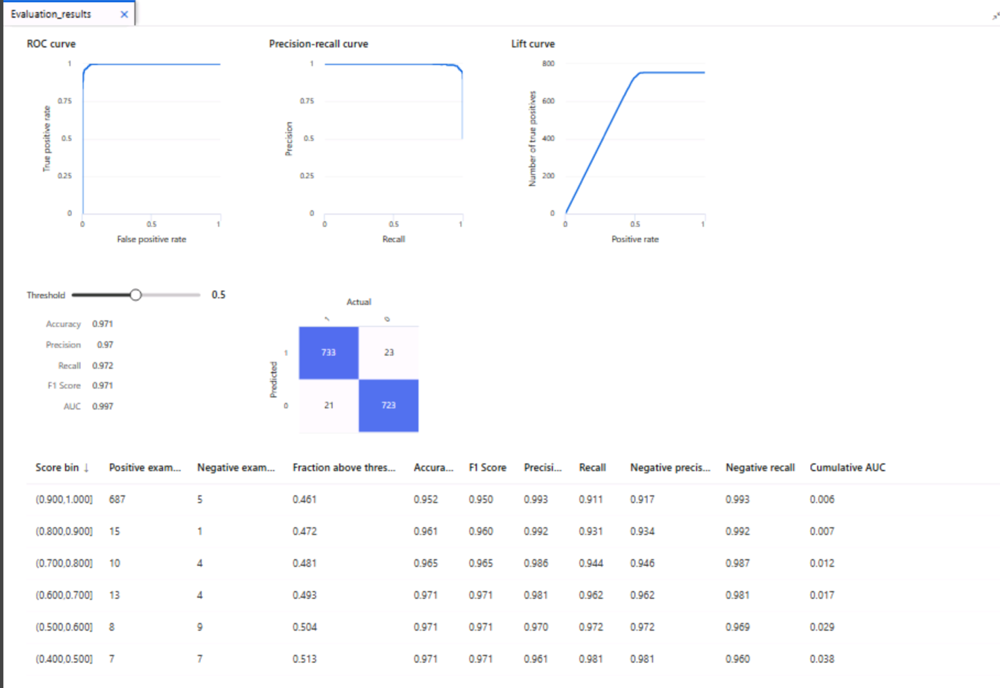 Evaluation_results ×
ROC curve
1
0.75
0.5
0.25
0
0 0.5 1
True positive rate
False positive rate
Precision-recall curve
1
0.75
0.5
0.25
0
0 0.5 1
Precision
Recall
Lift curve
800
600
400
200
0
0 0.5 1
Number of true positives
Positive rate
Threshold 0.5
Accuracy 0.971
Precision 0.97
Recall 0.972
F1 Score 0.971
AUC 0.997
Actual
1 0
Predicted
1 733 23
0 21 723
Score bin ↓ Positive exam... Negative exam... Fraction above thres... Accura... F1 Score Precisi... Recall Negative precis... Negative recall Cumulative AUC
(0.900,1.000] 687 5 0.461 0.952 0.950 0.993 0.911 0.917 0.993 0.006
(0.800,0.900] 15 1 0.472 0.961 0.960 0.992 0.931 0.934 0.992 0.007
(0.700,0.800] 10 4 0.481 0.965 0.965 0.986 0.944 0.946 0.987 0.012
(0.600,0.700] 13 4 0.493 0.971 0.971 0.981 0.962 0.962 0.981 0.017
(0.500,0.600] 8 9 0.504 0.971 0.971 0.970 0.972 0.972 0.969 0.029
(0.400,0.500] 7 7 0.513 0.971 0.971 0.961 0.981 0.981 0.960 0.038